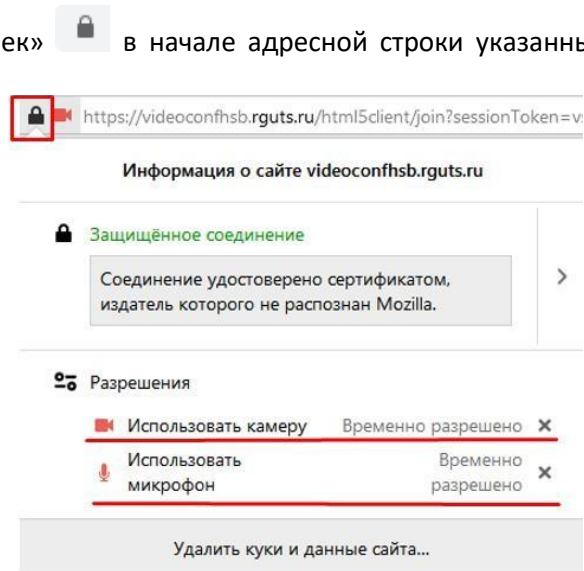 ек» в начале адресной строки указанны
https://videoconfhsb.rguts.ru/html5client/join?sessionToken=v
Информация о сайте videoconfhsb.rguts.ru
Защищённое соединение
Соединение удостоверено сертификатом,
издатель которого не распознан Mozilla.
Разрешения
Использовать камеру Временно разрешено
Использовать Временно
микрофон разрешено
Удалить куки и данные сайта...